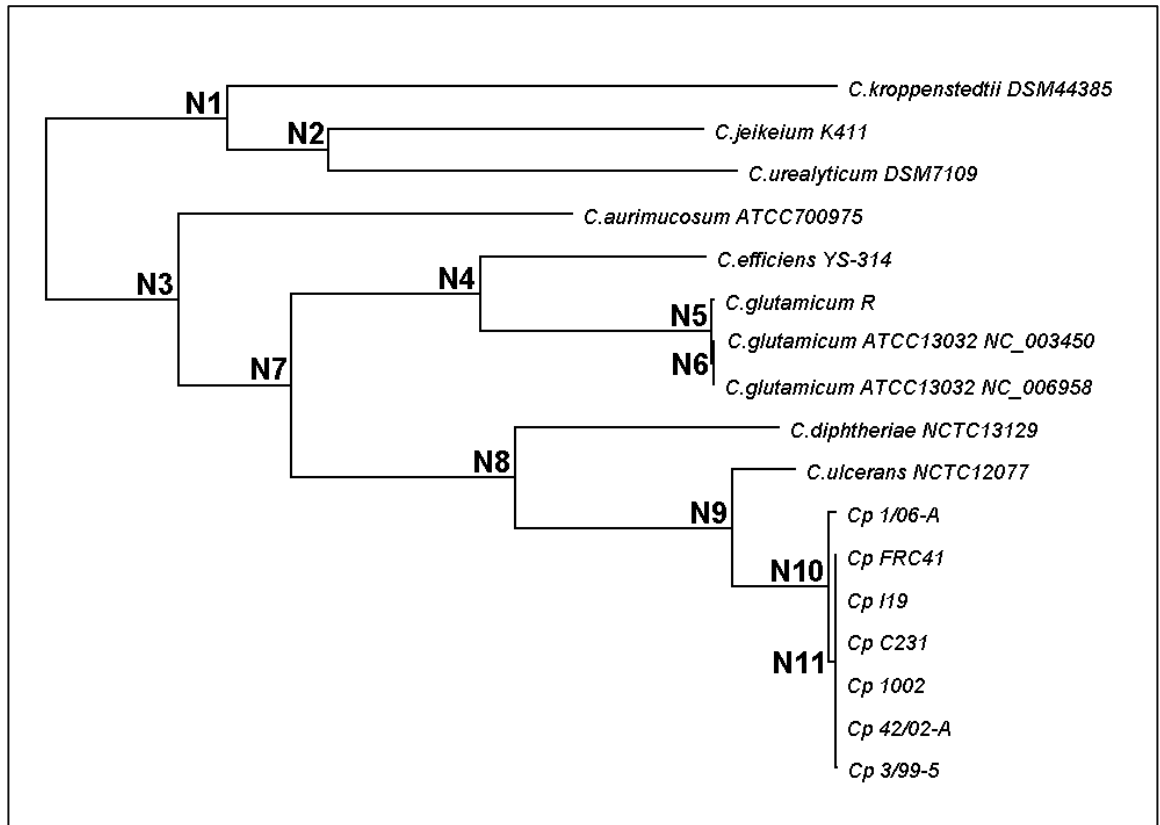 C.kroppenstedtii DSM44385
N1
C.jeikeium K411
N2
C.urealyticum DSM7109
C.aurimucosum ATCC700975
C.efficiens YS-314
N4
N3
C.glutamicum R
N5
C.glutamicum ATCC13032 NC_003450
N6
N7
C.glutamicum ATCC13032 NC_006958
C.diphtheriae NCTC13129
N8
C.ulcerans NCTC12077
N9
Cp 1/06-A
Cp FRC41
N10
Cp I19
Cp C231
N11
Cp 1002
Cp 42/02-A
Cp 3/99-5